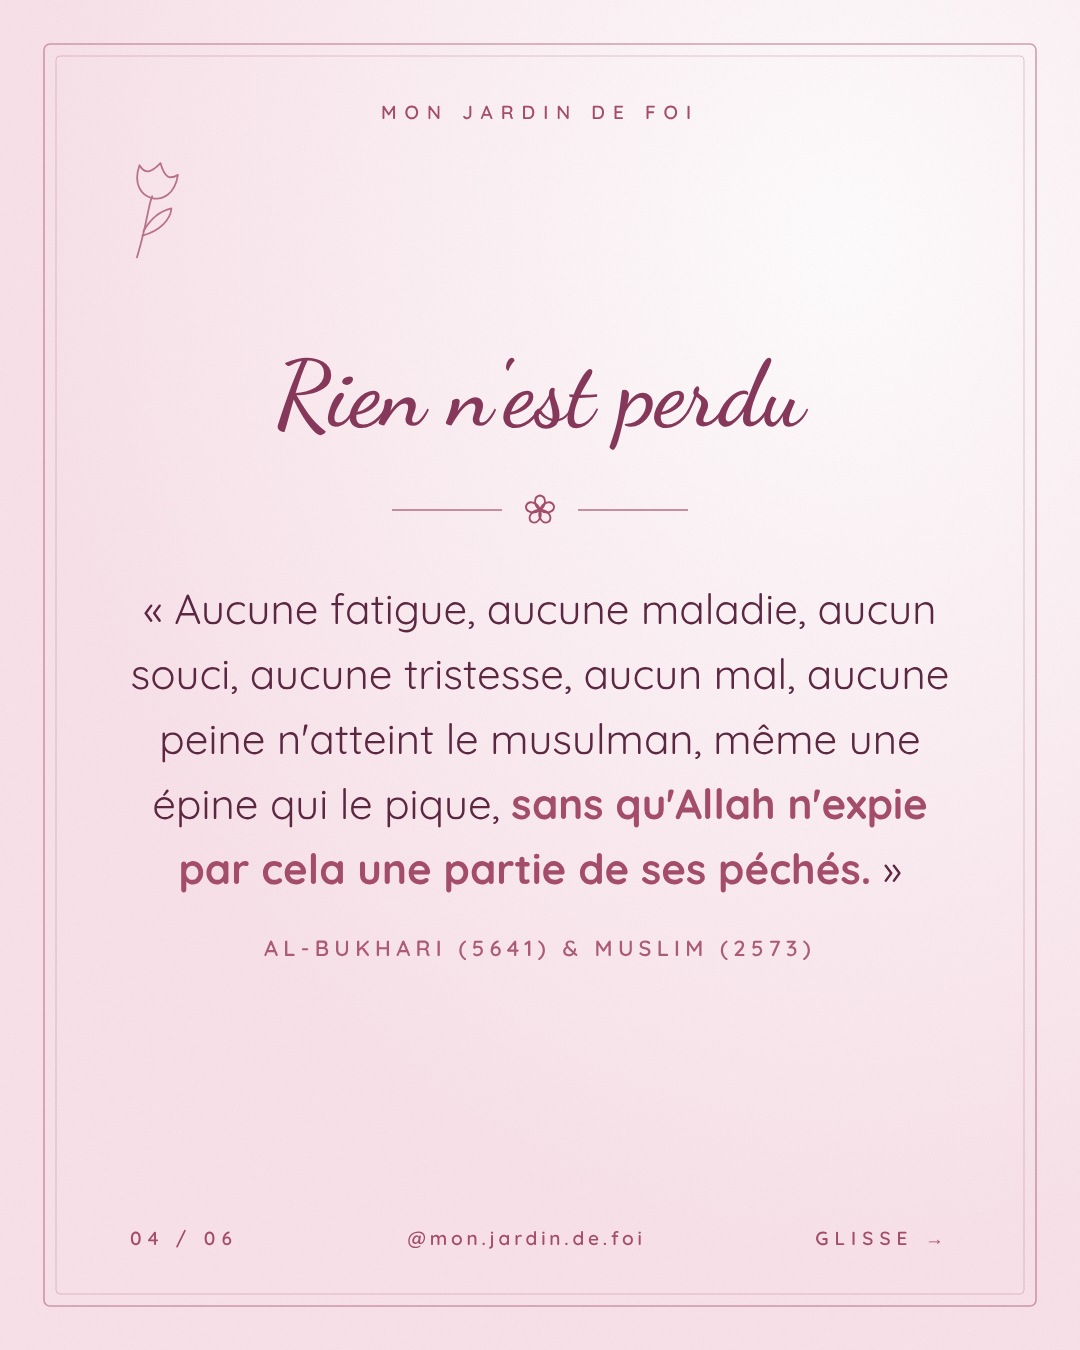 MON JARDIN DE FOI
Rien n'est perdu
« Aucune fatigue, aucune maladie, aucun
souci, aucune tristesse, aucun mal, aucune
peine n'atteint le musulman, même une
épine qui le pique, sans qu'Allah n'expie
par cela une partie de ses péchés. »
AL-BUKHARI (5641) & MUSLIM (2573)
04 / 06
@mon.jardin.de.foi
GLISSE →